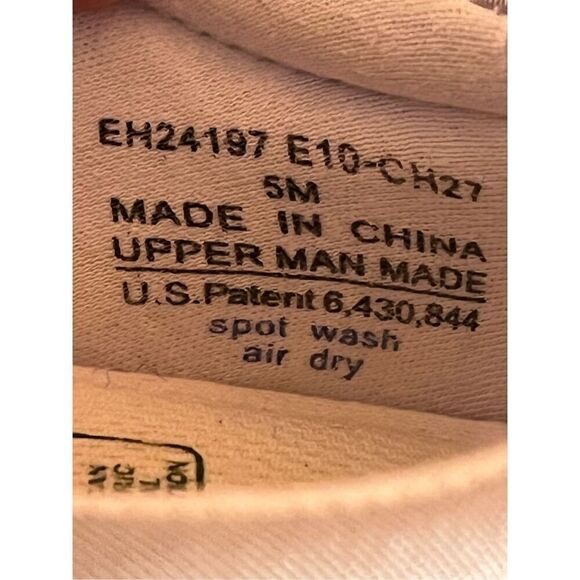 EH24197 E10-CH27
5M
MADE IN CHINA
UPPER MAN MADE
U.S.Patent 6,430,844
spot wash
air dry